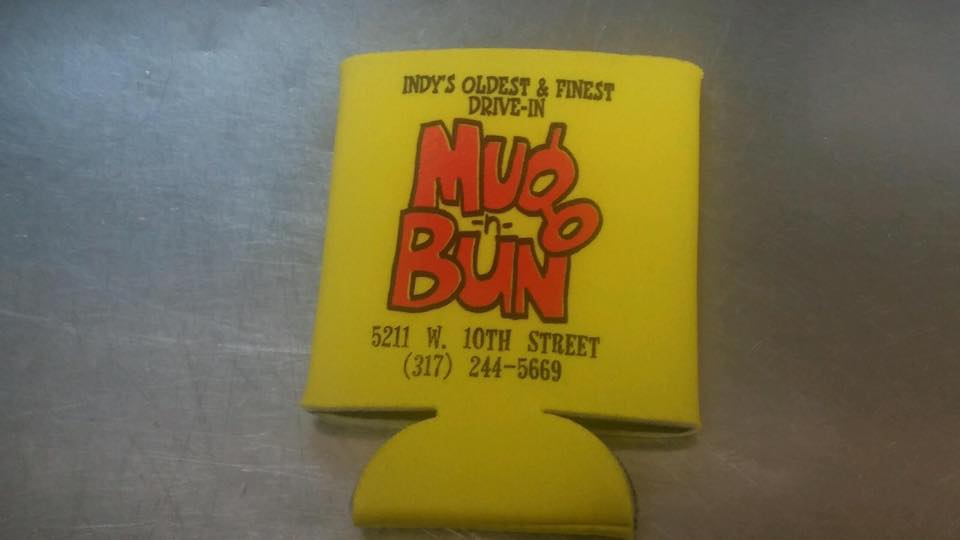 INDY'S OLDEST & FINEST
DRIVE-IN
MUg
-n-
BUN
5211 W. 10TH STREET
(317) 244-5669